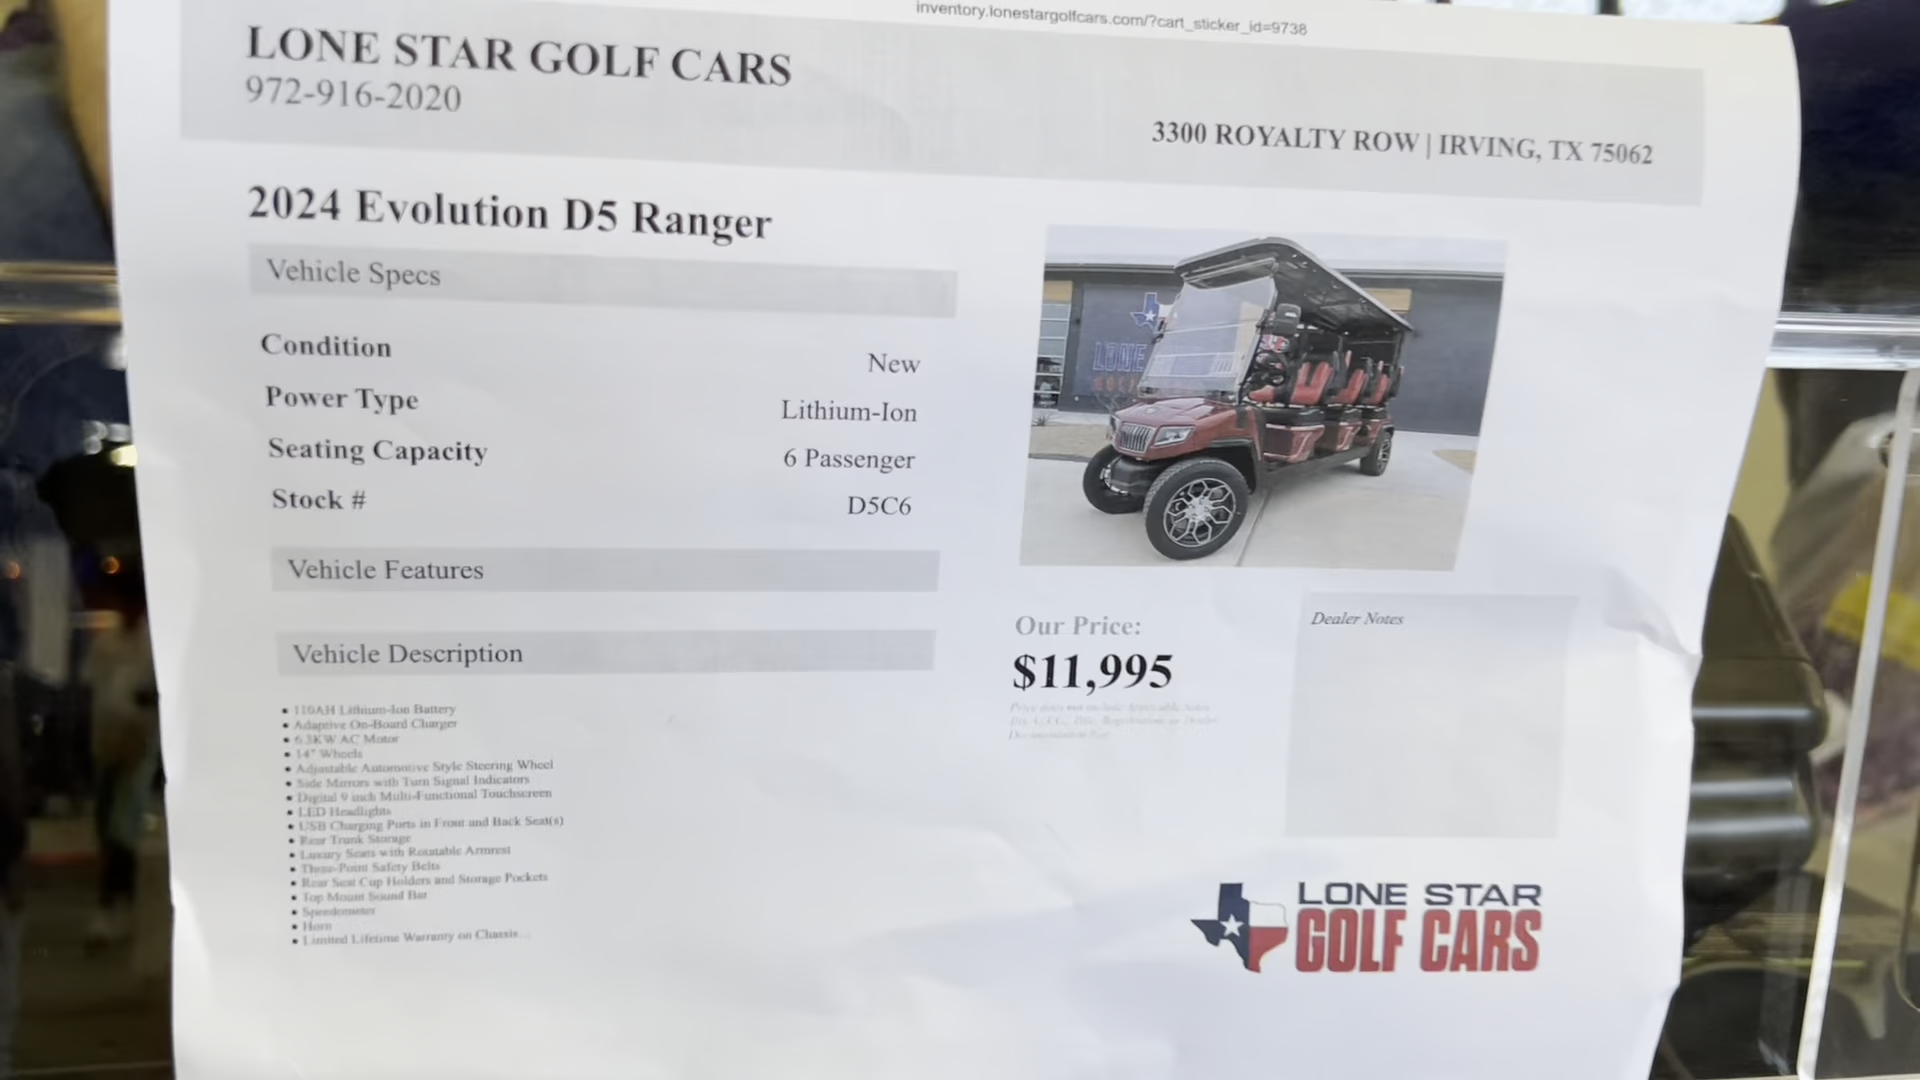 inventory.lonestargolfcars.com/?cart_sticker_id=9738
LONE STAR GOLF CARS
972-916-2020
3300 ROYALTY ROW | IRVING, TX 75062
2024 Evolution D5 Ranger
Vehicle Specs
Condition New
Power Type Lithium-Ion
Seating Capacity 6 Passenger
Stock # D5C6
Vehicle Features
Vehicle Description
• 110AH Lithium-Ion Battery
• Adaptive On-Board Charger
• 6.3KW AC Motor
• 14" Wheels
• Adjustable Automotive Style Steering Wheel
• Side Mirrors with Turn Signal Indicators
• Digital 9 inch Multi-Functional Touchscreen
• LED Headlights
• USB Charging Ports in Front and Back Seat(s)
• Rear Trunk Storage
• Luxury Seats with Rotatable Armrest
• Three-Point Safety Belts
• Rear Seat Cup Holders and Storage Pockets
• Top Mount Sound Bar
• Speedometer
• Horn
• Limited Lifetime Warranty on Chassis...
LONE
Our Price:
$11,995
Price does not include
Dealer Notes
LONE STAR
GOLF CARS